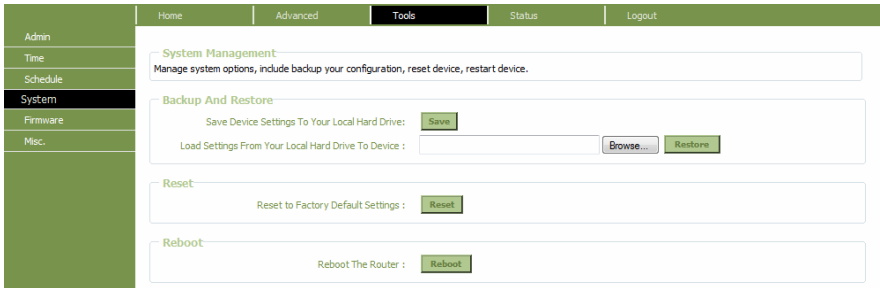 Home Advanced Tools Status Logout
Admin
Time
Schedule
System
Firmware
Misc.
System Management
Manage system options, include backup your configuration, reset device, restart device.
Backup And Restore
Save Device Settings To Your Local Hard Drive: Save
Load Settings From Your Local Hard Drive To Device : Browse... Restore
Reset
Reset to Factory Default Settings : Reset
Reboot
Reboot The Router : Reboot